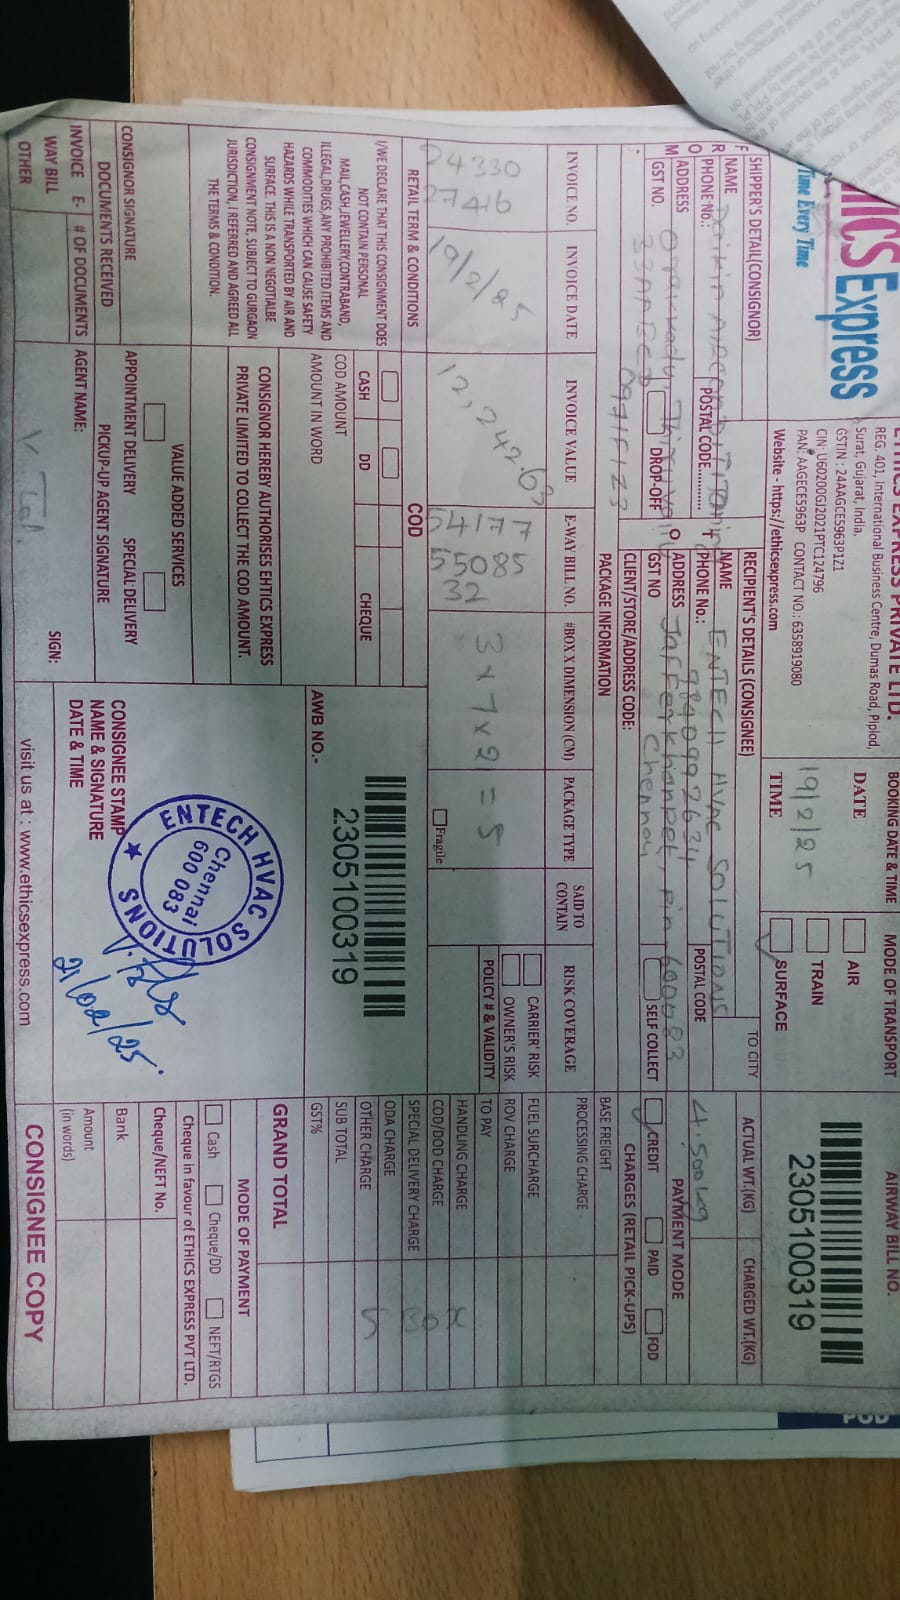 HICS Express
Time Every Time
ETHICS EXPRESS PRIVATE LTD.
REG. 401, International Business Centre, Dumas Road, Piplod,
Surat, Gujarat, India.
GSTIN : 24AAGCE5963P1Z1
CIN : U60200GJ2021PTC124796
PAN: AAGECE5963P CONTACT NO.: 6358919080
Website - https://ethicsexpress.com
BOOKING DATE & TIME
DATE
19/2/25
TIME
MODE OF TRANSPORT
AIR
TRAIN
SURFACE
AIRWAY BILL NO.
2305100319
SHIPPER'S DETAIL(CONSIGNOR)
FROM
NAME Daikin Airconditioning
PHONE No.: POSTAL CODE...........
ADDRESS Oragadam, Thiruvallu
GST NO. DROP-OFF
RECIPIENT'S DETAILS (CONSIGNEE) TO CITY
NAME ENTECH HVAC SOLUTIONS
PHONE No.: 9840992634 POSTAL CODE
ADDRESS Jafferkhanpet, Pin-600083
Chennai
GST NO SELF COLLECT
CLIENT/STORE/ADDRESS CODE:
ACTUAL WT.(KG) CHARGED WT.(KG)
4.500kg
PAYMENT MODE
CREDIT PAID FOD
CHARGES (RETAIL PICK-UPS)
PACKAGE INFORMATION
INVOICE NO. INVOICE DATE INVOICE VALUE E-WAY BILL NO. #BOX X DIMENSION(CM) PACKAGE TYPE SAID TO CONTAIN RISK COVERAGE
24330
27416
19/2/25
12,242.63
54177
55085
32
3 x 1 x 2 = 5
Fragile
CARRIER' RISK
OWNER'S RISK
POLICY # & VALIDITY
BASE FREIGHT
PROCESSING CHARGE
FUEL SURCHARGE
ROV CHARGE
TO PAY
HANDLING CHARGE
COD/DOD CHARGE
SPECIAL DELIVERY CHARGE
ODA CHARGE
OTHER CHARGE
SUB TOTAL
GST%
GRAND TOTAL
5 BOX
RETAIL TERM & CONDITIONS
I/WE DECLARE THAT THIS CONSIGNMENT DOES
NOT CONTAIN PERSONAL
MAIL,CASH,JEWELLERY,CONTRABAND,
ILLEGAL,DRUGS,ANY PROHIBITED ITEMS AND
COMMODITIES WHICH CAN CAUSE SAFETY
HAZARDS WHILE TRANSPORTED BY AIR AND
SURFACE. THIS IS A NON NEGOTIALBE
CONSIGNMENT NOTE, SUBJECT TO GURGAON
JURISDICTION, I REFERRED AND AGREED ALL
THE TERMS & CONDITION.
COD
CASH DD CHEQUE
COD AMOUNT
AMOUNT IN WORD
CONSIGNOR HEREBY AUTHORISES EHTICS EXPRESS
PRIVATE LIMITED TO COLLECT THE COD AMOUNT.
AWB NO.-
2305100319
VALUE ADDED SERVICES
APPOINTMENT DELIVERY SPECIAL DELIVERY
CONSIGNOR SIGNATURE
DOCUMENTS RECEIVED
INVOICE E-WAY BILL OTHER
# OF DOCUMENTS
PICKUP-UP AGENT SIGNATURE
AGENT NAME:
SIGN:
CONSIGNEE STAMP
NAME & SIGNATURE
DATE & TIME
ENTECH HVAC SOLUTIONS
Chennai
600 083
21/02/25
MODE OF PAYMENT
Cash Cheque/DD NEFT/RTGS
Cheque in favour of ETHICS EXPRESS PVT LTD.
Cheque/NEFT No.
Bank
Amount
(in words)
visit us at : www.ethicsexpress.com
CONSIGNEE COPY